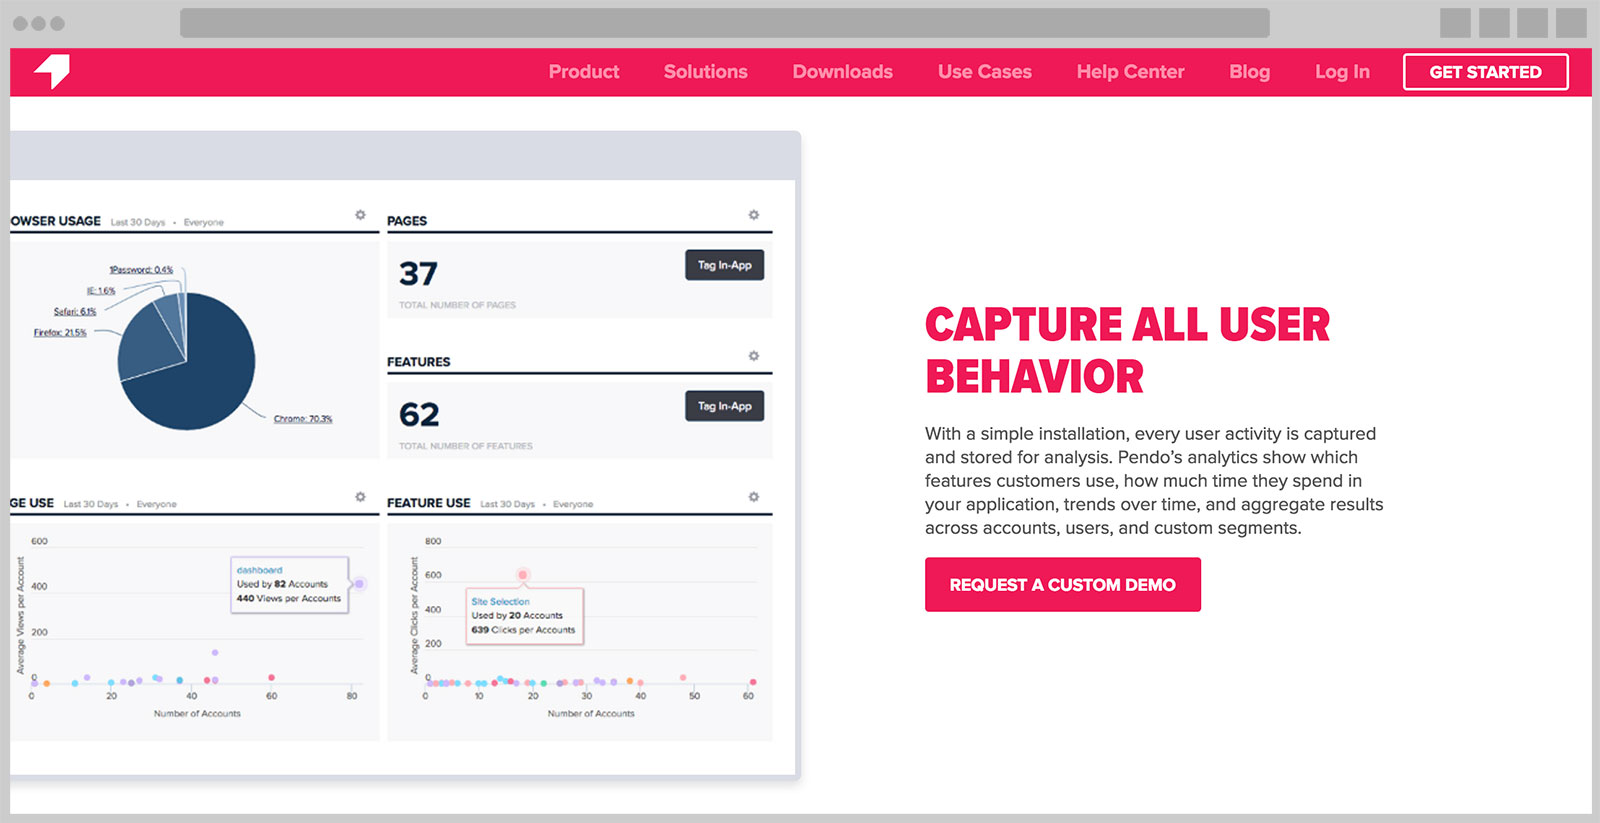 Product Solutions Downloads Use Cases Help Center Blog Log In GET STARTED
OWSER USAGE Last 30 Days • Everyone
1Password: 0.4%
IE: 1.6%
Safari: 6.1%
Firefox: 21.5%
Chrome: 70.3%
PAGES
37
Tag In-App
TOTAL NUMBER OF PAGES
FEATURES
62
Tag In-App
TOTAL NUMBER OF FEATURES
GE USE Last 30 Days • Everyone
Average Views per Account
600
400
200
0
dashboard
Used by 82 Accounts
440 Views per Accounts
0 20 40 60 80
Number of Accounts
FEATURE USE Last 30 Days • Everyone
Average Clicks per Account
800
600
400
200
0
Site Selection
Used by 20 Accounts
639 Clicks per Accounts
0 10 20 30 40 50 60
Number of Accounts
CAPTURE ALL USER
BEHAVIOR
With a simple installation, every user activity is captured
and stored for analysis. Pendo’s analytics show which
features customers use, how much time they spend in
your application, trends over time, and aggregate results
across accounts, users, and custom segments.
REQUEST A CUSTOM DEMO